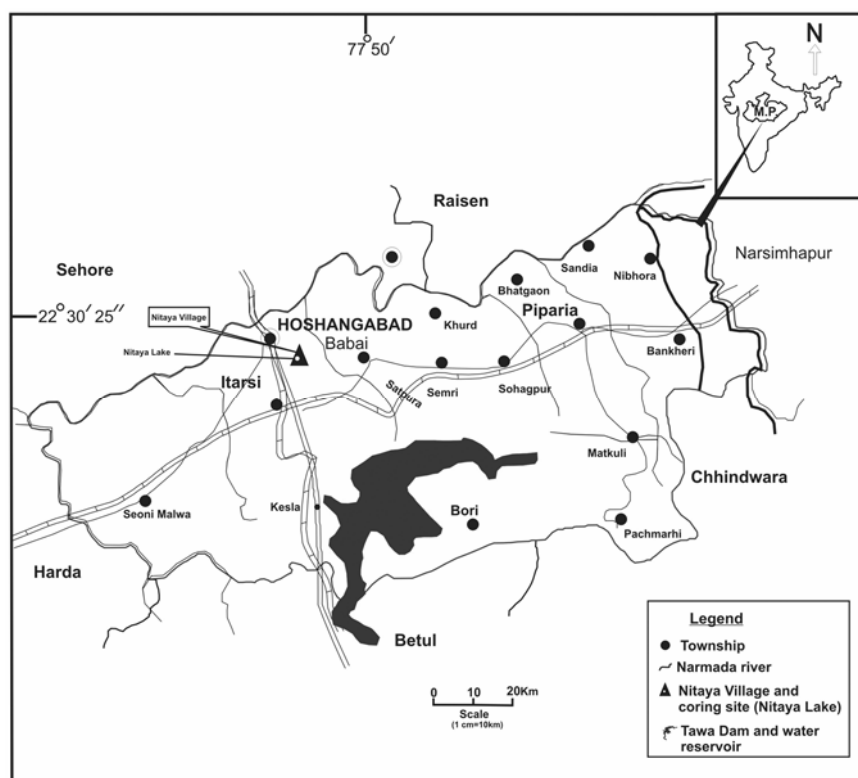 77 50′
N
M.P.
Raisen
Sehore
Narsimhapur
Sandia
Nibhora
Bhatgaon
22° 30′ 25′′
Nitaya Village
HOSHANGABAD
Khurd
Piparia
Babai
Nitaya Lake
Bankheri
Itarsi
Semri
Sohagpur
Satpura
Matkuli
Chhindwara
Kesla
Bori
Seoni Malwa
Pachmarhi
Harda
Betul
Legend
Township
Narmada river
Nitaya Village and
coring site (Nitaya Lake)
Tawa Dam and water
reservoir
0 10 20Km
Scale
(1 cm=10km)